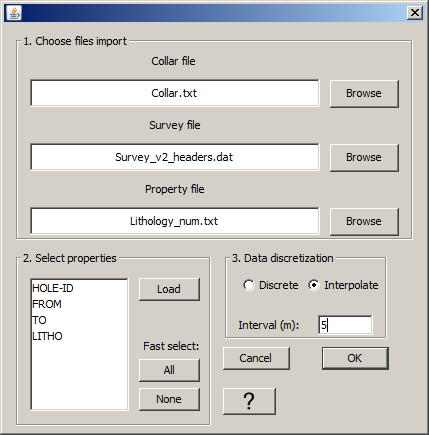 1. Choose files import
Collar file
Collar.txt
Browse
Survey file
Survey_v2_headers.dat
Browse
Property file
Lithology_num.txt
Browse
2. Select properties
HOLE-ID
FROM
TO
LITHO
Load
Fast select:
All
None
3. Data discretization
Discrete Interpolate
Interval (m): 5
Cancel OK
?